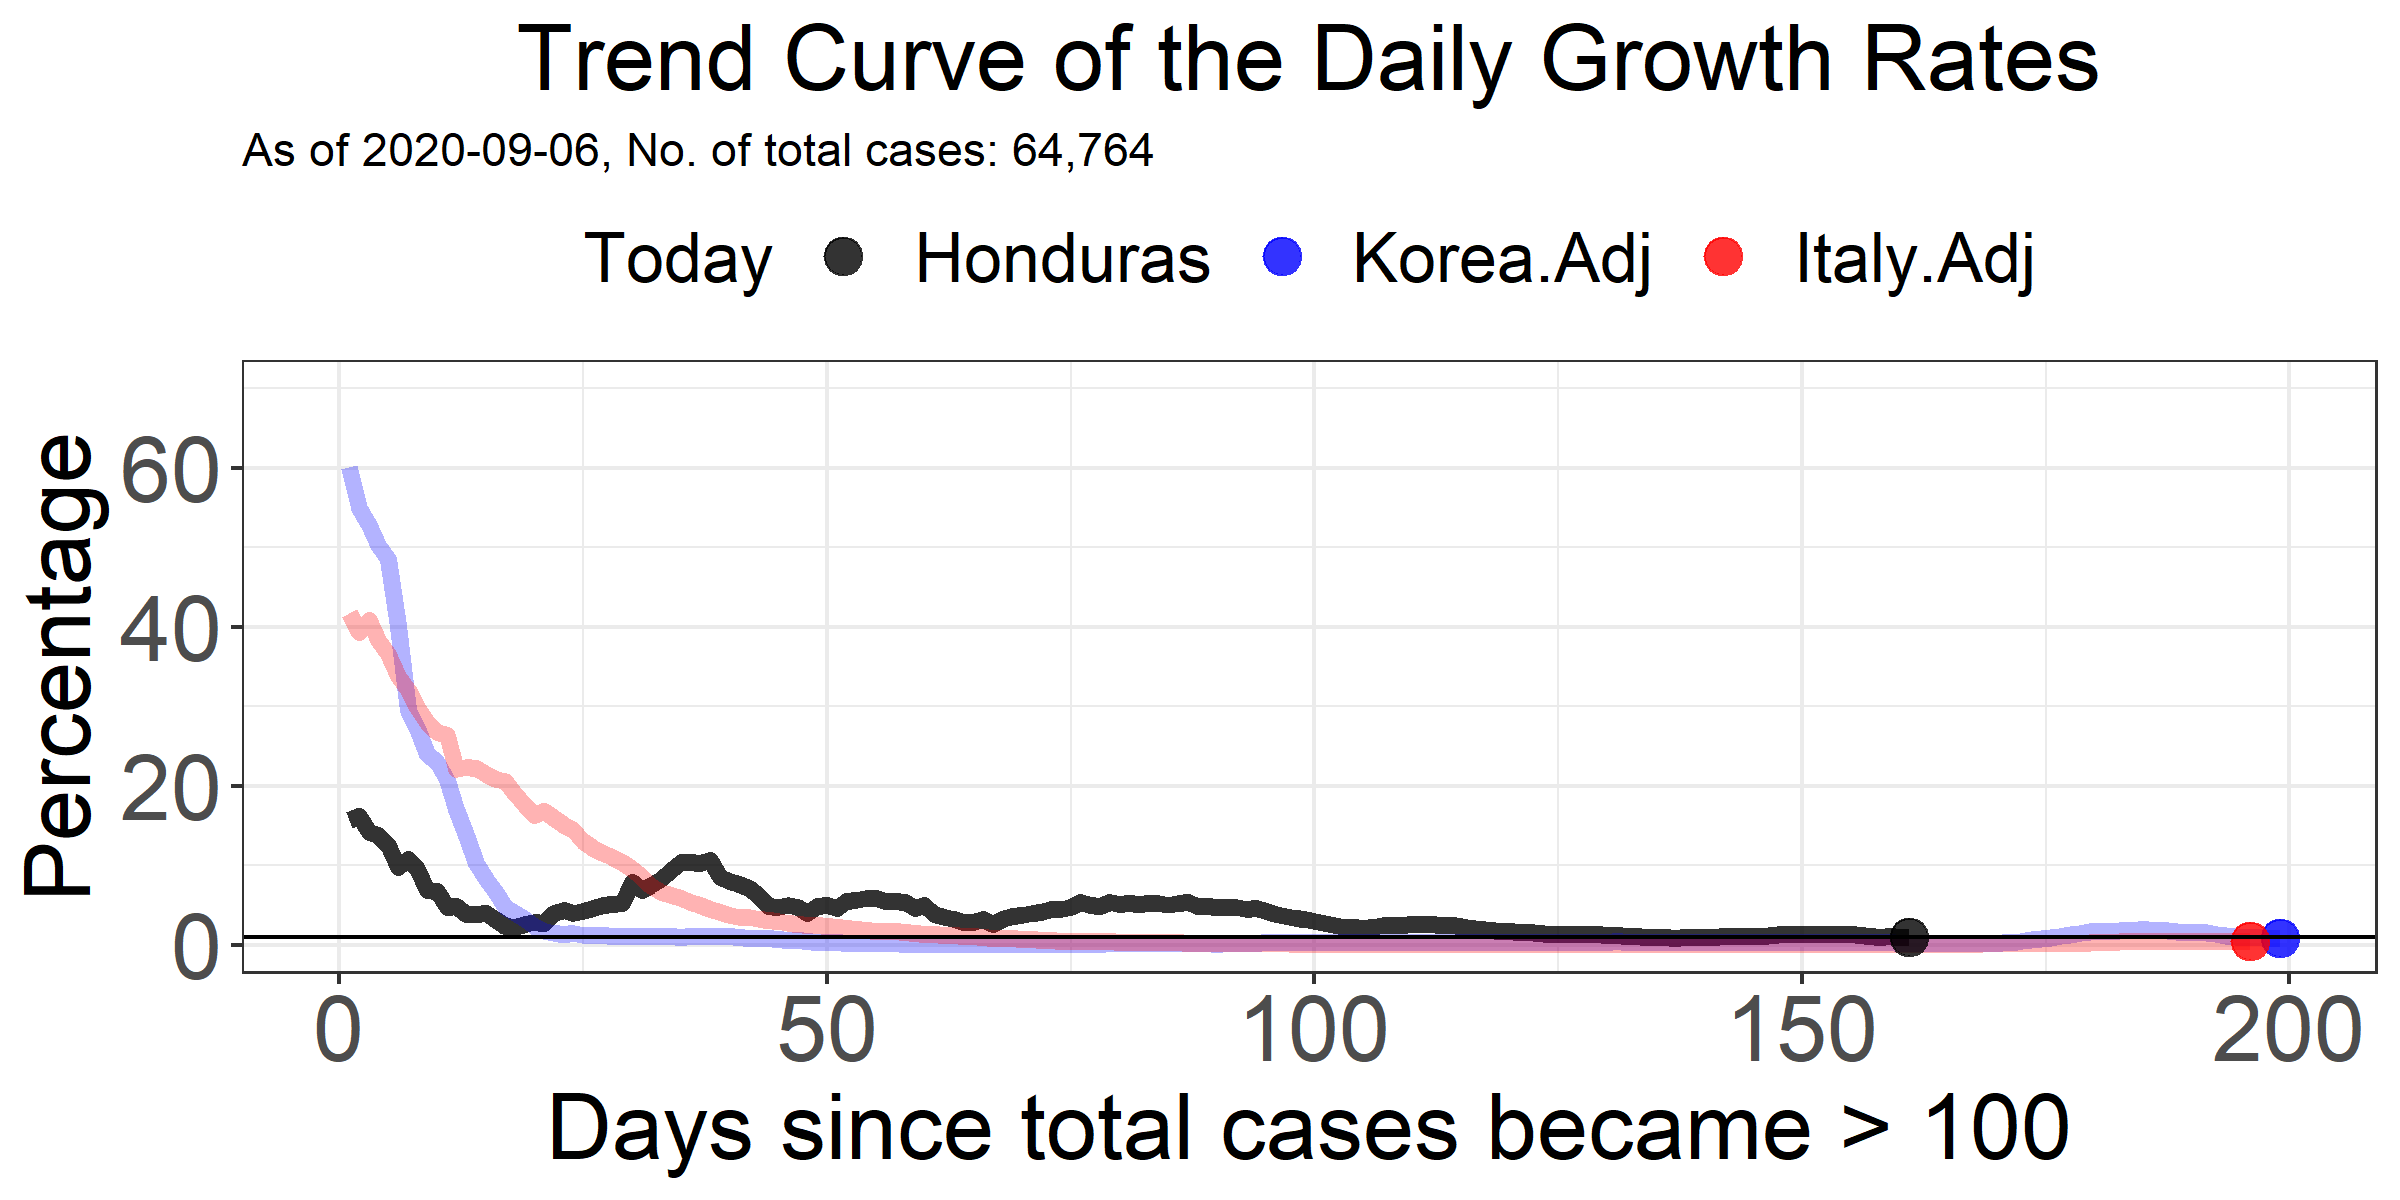 Trend Curve of the Daily Growth Rates
As of 2020-09-06, No. of total cases: 64,764
Today Honduras Korea.Adj Italy.Adj
Percentage
60
40
20
0
0 50 100 150 200
Days since total cases became > 100